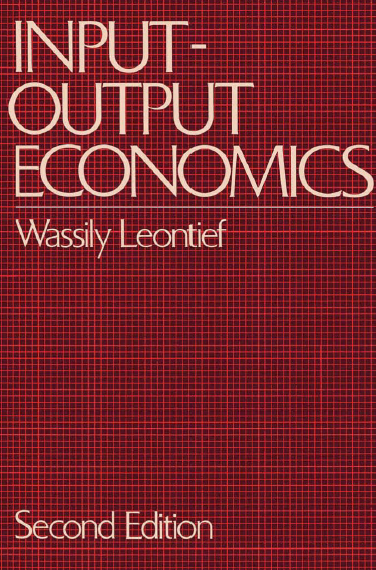 INPUT-
OUTPUT
ECONOMICS
Wassily Leontief
Second Edition